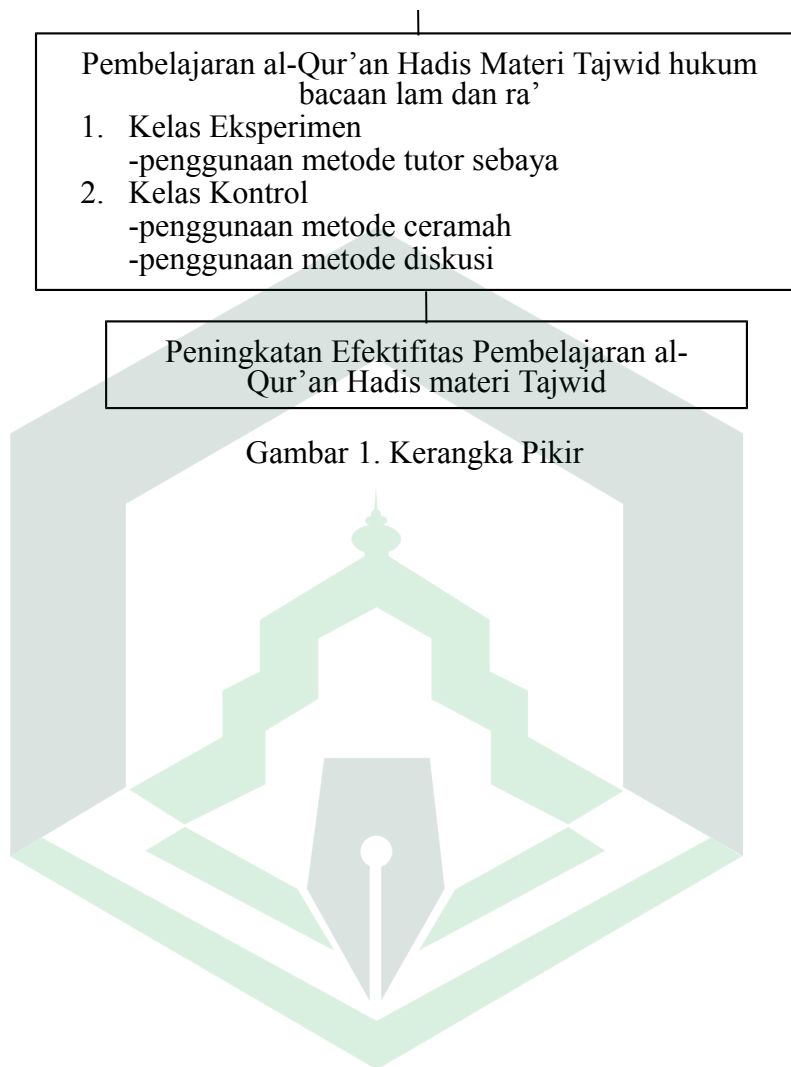 Pembelajaran al-Qur’an Hadis Materi Tajwid hukum
bacaan lam dan ra’
1. Kelas Eksperimen
-penggunaan metode tutor sebaya
2. Kelas Kontrol
-penggunaan metode ceramah
-penggunaan metode diskusi
Peningkatan Efektifitas Pembelajaran al-
Qur’an Hadis materi Tajwid
Gambar 1. Kerangka Pikir